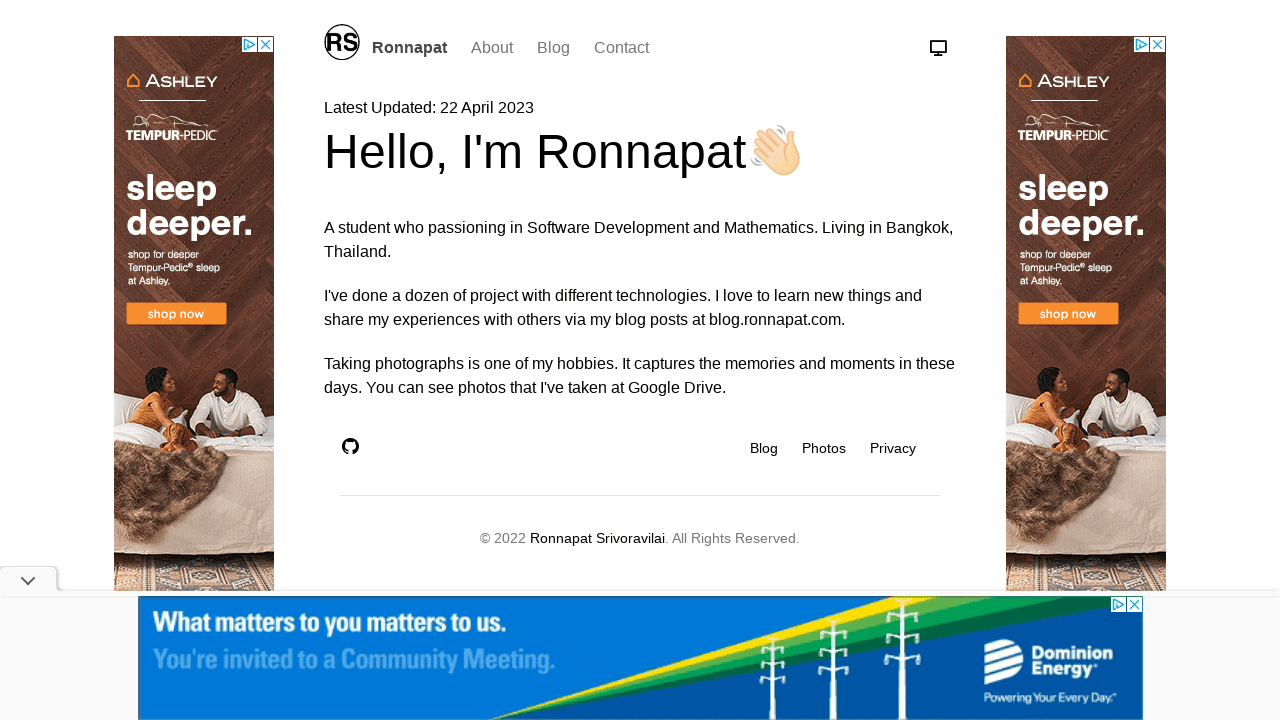 ASHLEY
TEMPUR-PEDIC®
sleep
deeper.
shop for deeper
Tempur-Pedic® sleep
at Ashley.
shop now
RS
Ronnapat
About
Blog
Contact
Latest Updated: 22 April 2023
Hello, I'm Ronnapat👋🏻
A student who passioning in Software Development and Mathematics. Living in Bangkok,
Thailand.
I've done a dozen of project with different technologies. I love to learn new things and
share my experiences with others via my blog posts at blog.ronnapat.com.
Taking photographs is one of my hobbies. It captures the memories and moments in these
days. You can see photos that I've taken at Google Drive.
Blog
Photos
Privacy
© 2022 Ronnapat Srivoravilai. All Rights Reserved.
ASHLEY
TEMPUR-PEDIC®
sleep
deeper.
shop for deeper
Tempur-Pedic® sleep
at Ashley.
shop now
What matters to you matters to us.
You're invited to a Community Meeting.
Dominion
Energy®
Powering Your Every Day.™